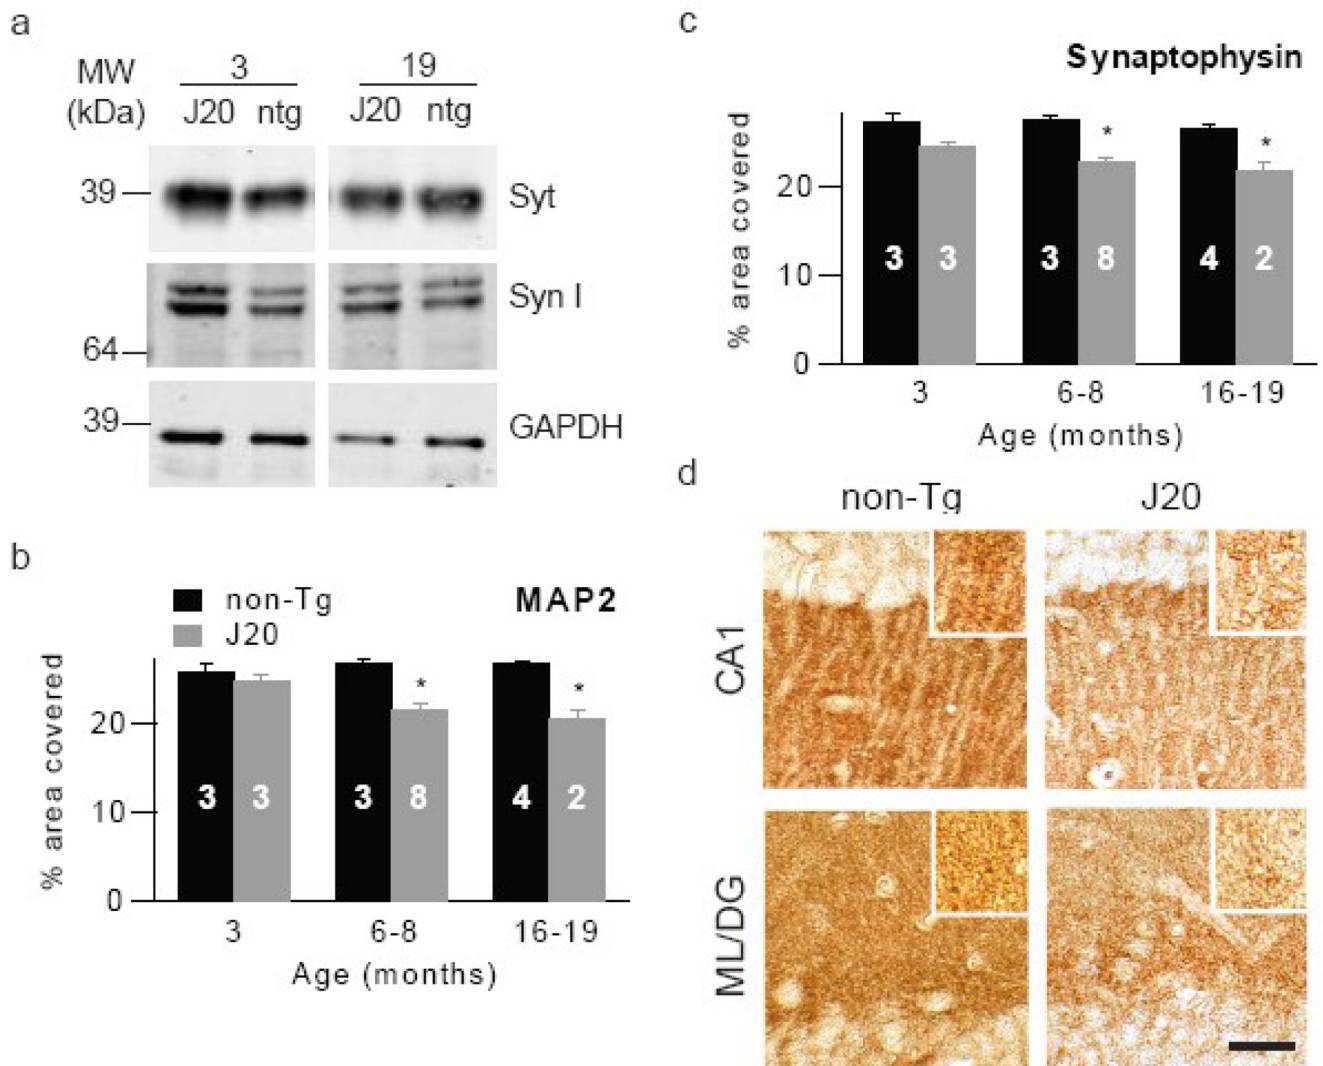 a
MW
(kDa)
3
19
J20 ntg
J20 ntg
39
Syt
Syn I
64
39
GAPDH
b
non-Tg
J20
MAP2
% area covered
20
10
0
3 3 3 8 4 2
3 6-8 16-19
Age (months)
c
Synaptophysin
% area covered
20
10
0
3 3 3 8 4 2
* *
3 6-8 16-19
Age (months)
d
non-Tg J20
CA1
ML/DG